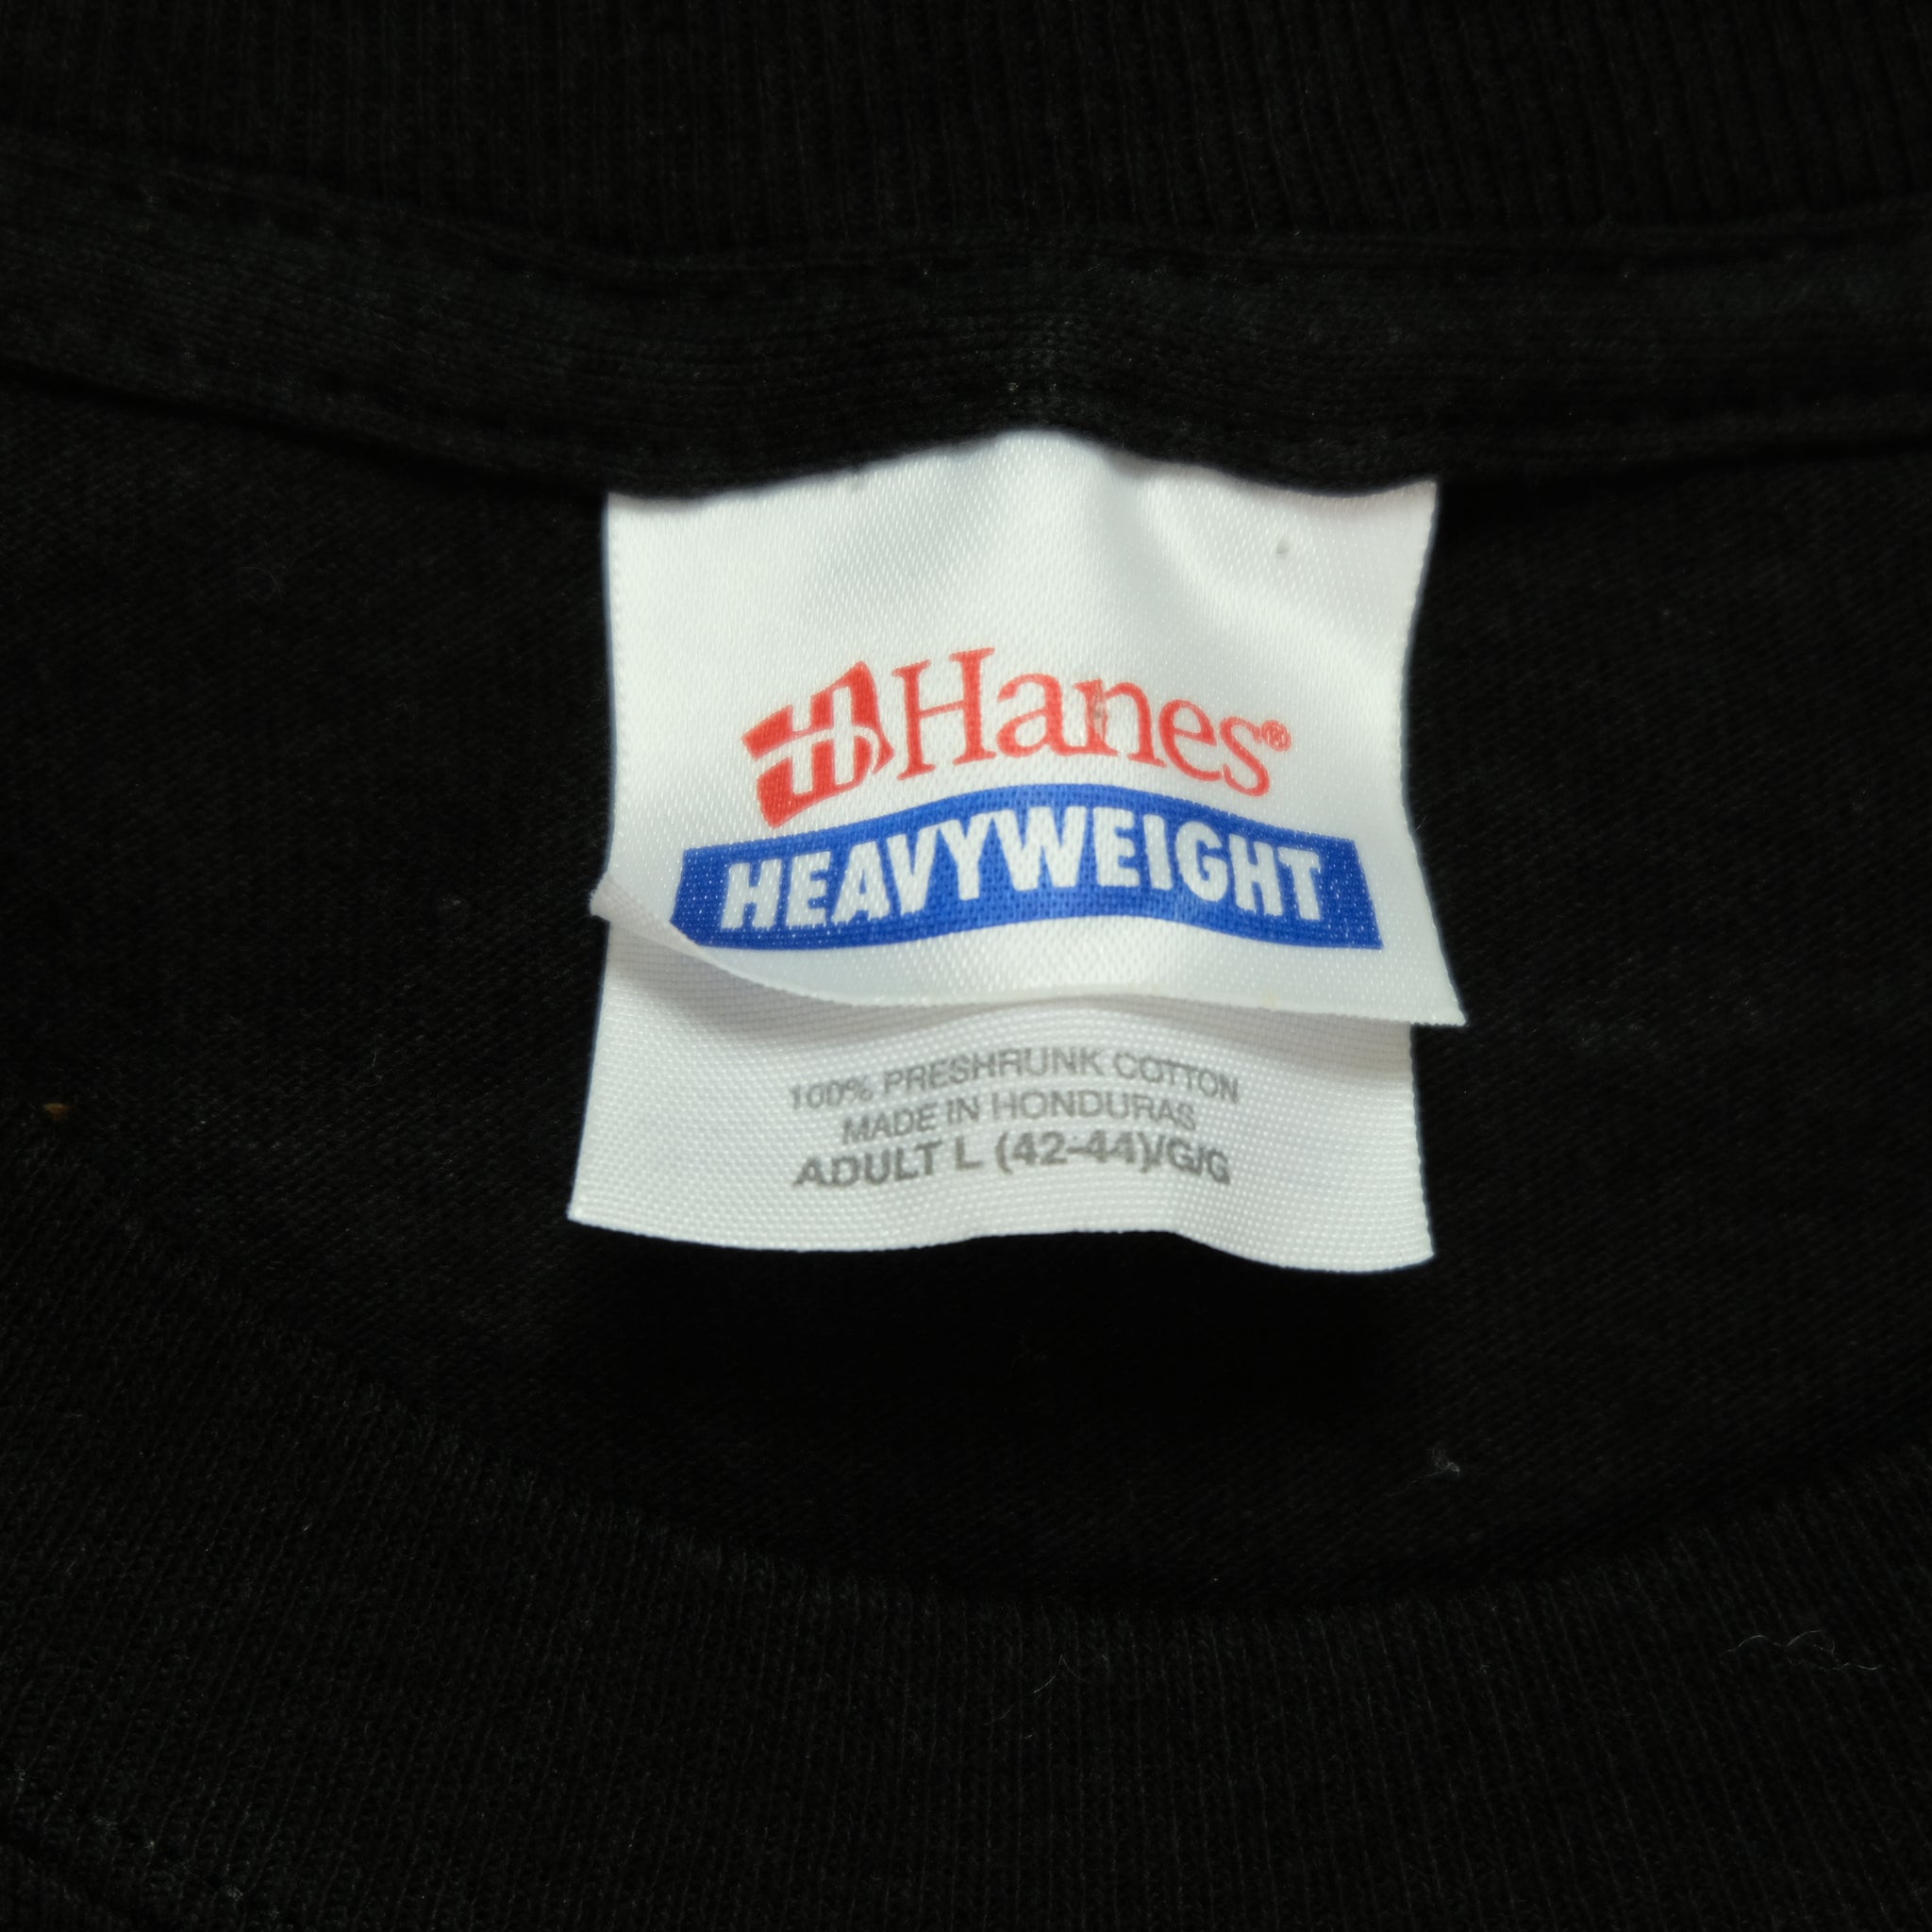 Hanes®
HEAVYWEIGHT
100% PRESHRUNK COTTON
MADE IN HONDURAS
ADULT L (42-44)/G/G